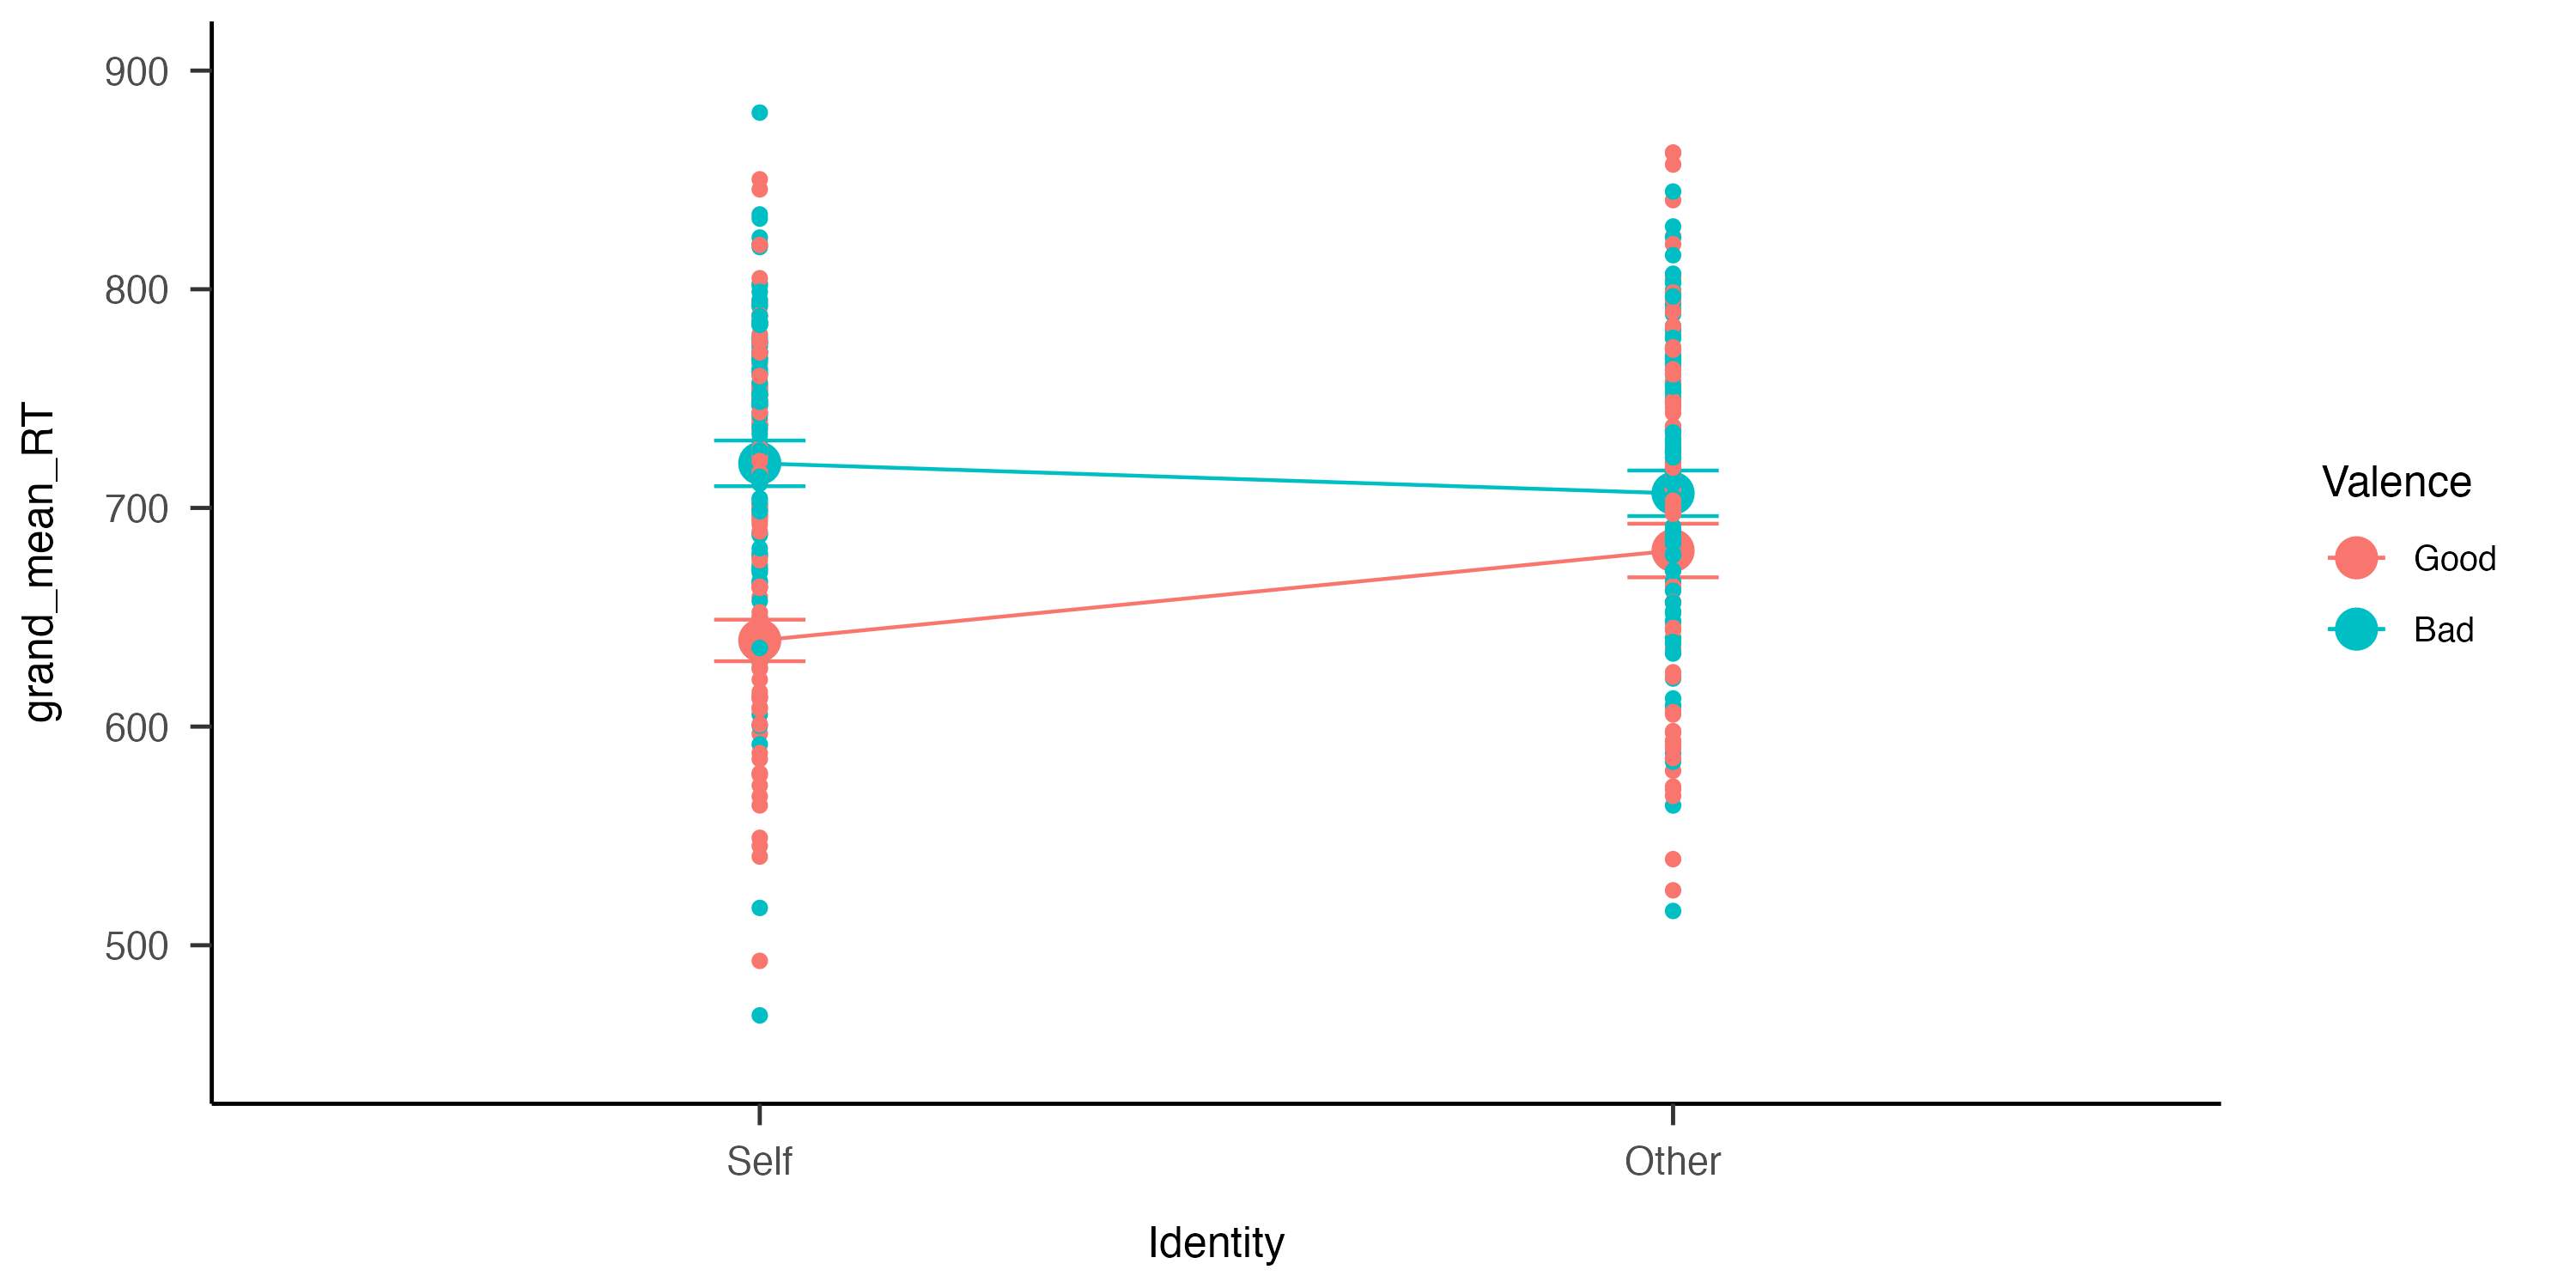 grand_mean_RT
900
800
700
600
500
Self
Other
Identity
Valence
Good
Bad